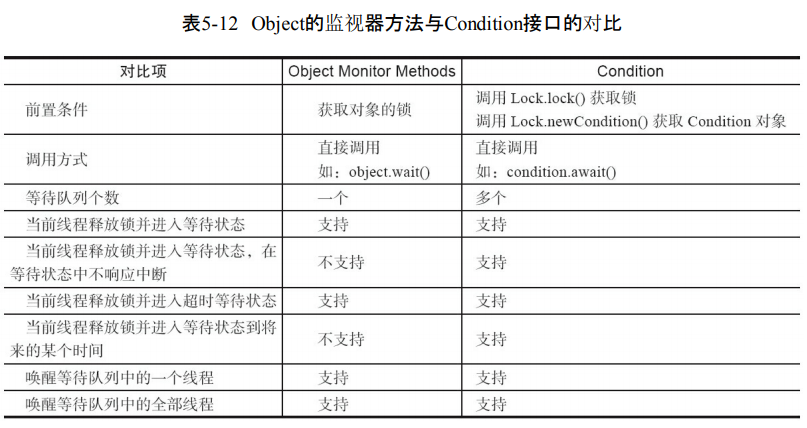 表5-12 Object的监视器方法与Condition接口的对比
对比项 Object Monitor Methods Condition
前置条件 获取对象的锁 调用 Lock.lock() 获取锁
调用 Lock.newCondition() 获取 Condition 对象
调用方式 直接调用 直接调用
如：object.wait() 如：condition.await()
等待队列个数 一个 多个
当前线程释放锁并进入等待状态 支持 支持
当前线程释放锁并进入等待状态，在
等待状态中不响应中断 不支持 支持
当前线程释放锁并进入超时等待状态 支持 支持
当前线程释放锁并进入等待状态到将
来的某个时间 不支持 支持
唤醒等待队列中的一个线程 支持 支持
唤醒等待队列中的全部线程 支持 支持